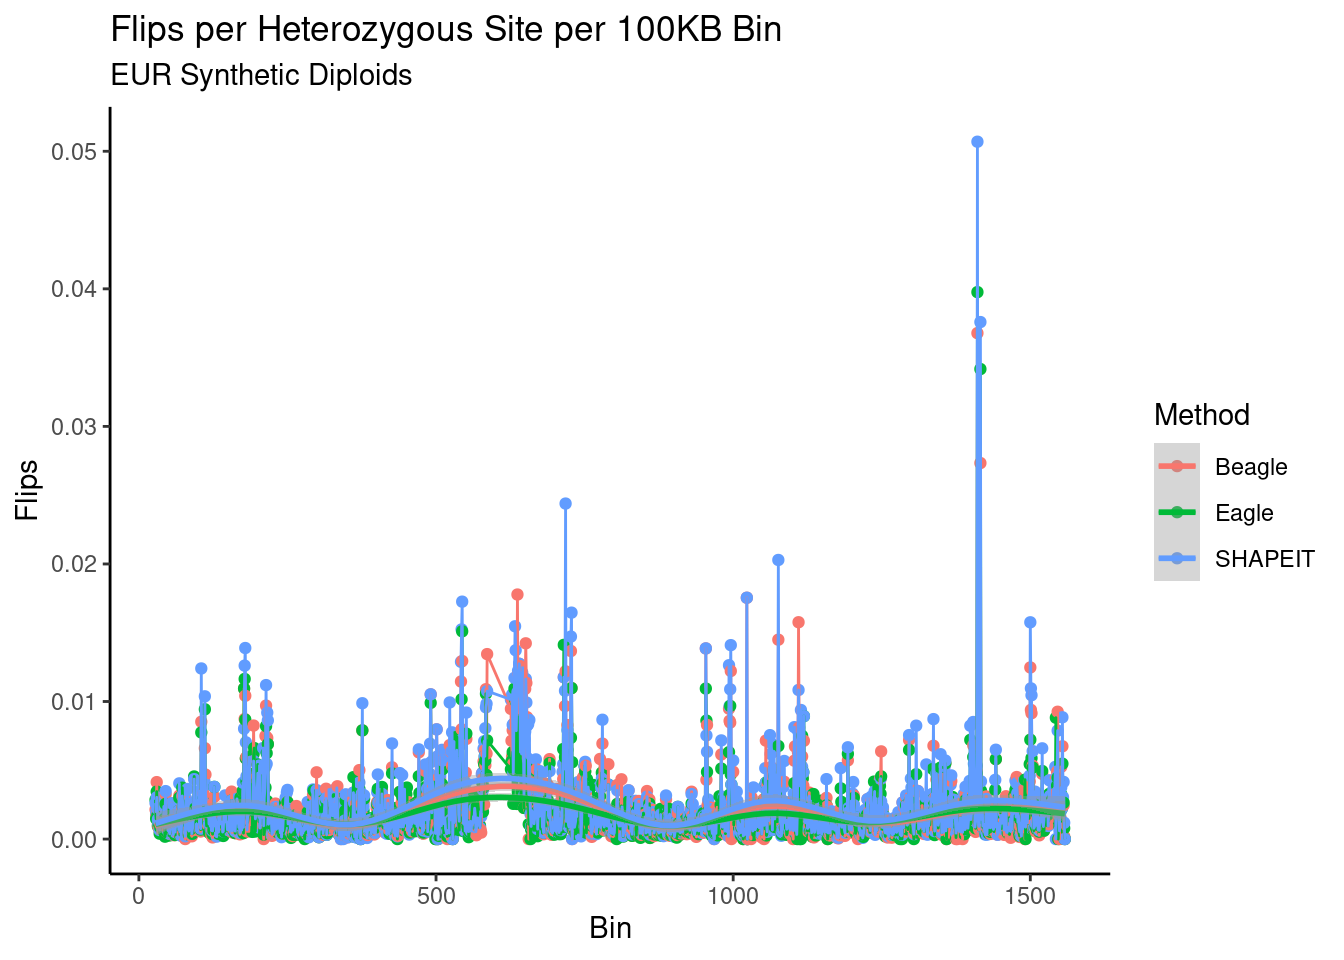 Flips per Heterozygous Site per 100KB Bin
EUR Synthetic Diploids
0.05
0.04
0.03
0.02
0.01
0.00
Flips
0
500
1000
1500
Bin
Method
Beagle
Eagle
SHAPEIT